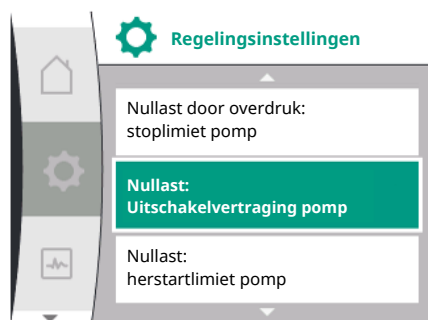 Regelingsinstellingen
Nullast door overdruk:
stoplimiet pomp
Nullast:
Uitschakelvertraging pomp
Nullast:
herstartlimiet pomp